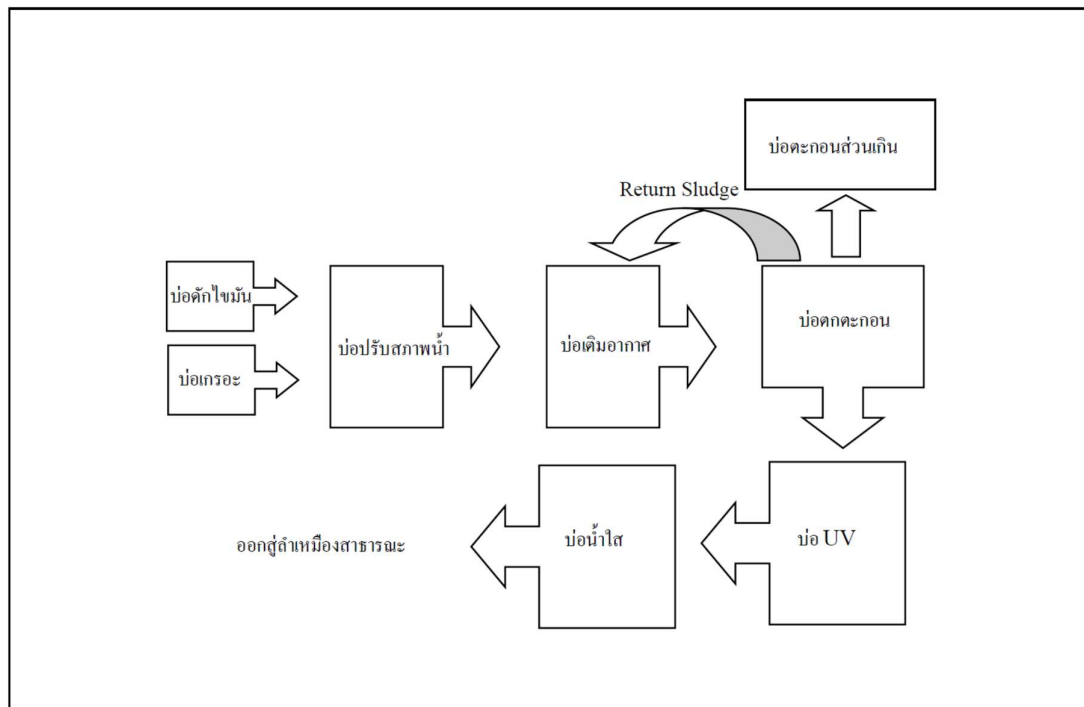 บ่อตะกอนส่วนเกิน
Return Sludge
บ่อดักไขมัน
บ่อปรับสภาพน้ำ
บ่อเติมอากาศ
บ่อตกตะกอน
บ่อเกรอะ
ออกสู่ลำเหมืองสาธารณะ
บ่อน้ำใส
บ่อ UV